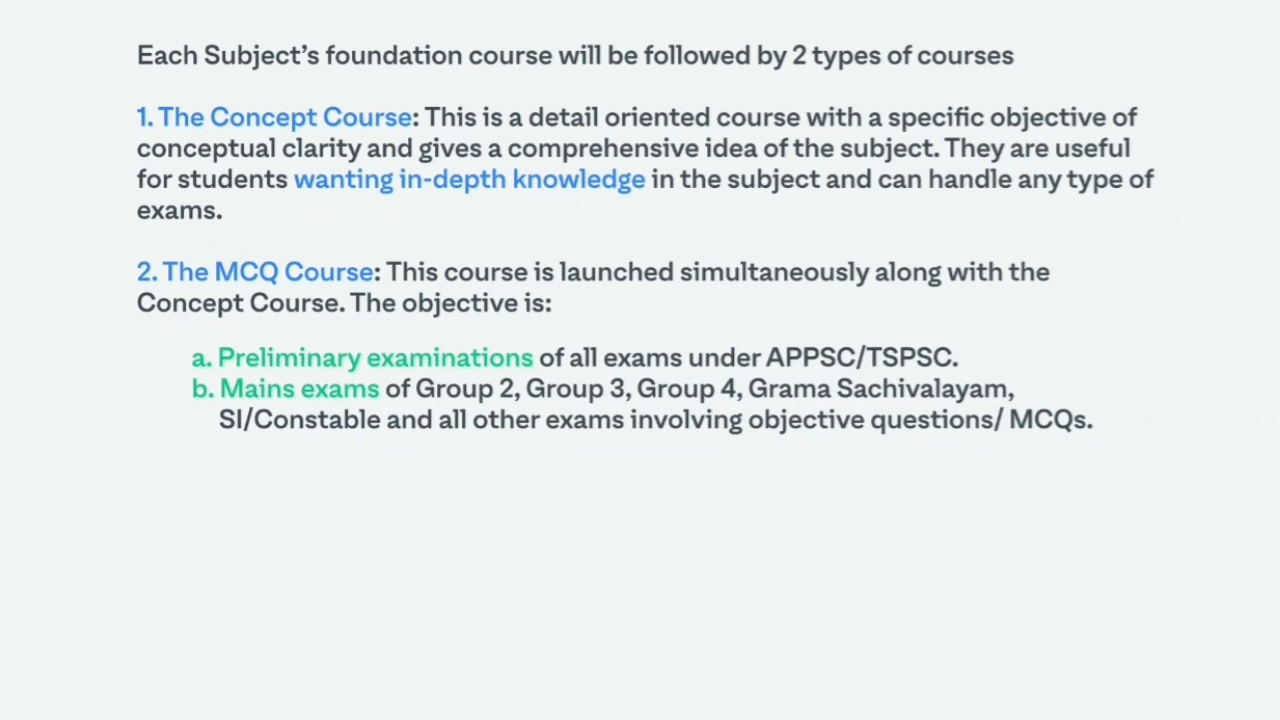 Each Subject's foundation course will be followed by 2 types of courses
1. The Concept Course: This is a detail oriented course with a specific objective of
conceptual clarity and gives a comprehensive idea of the subject. They are useful
for students wanting in-depth knowledge in the subject and can handle any type of
exams.
2. The MCQ Course: This course is launched simultaneously along with the
Concept Course. The objective is:
a. Preliminary examinations of all exams under APPSC/TSPSC.
b. Mains exams of Group 2, Group 3, Group 4, Grama Sachivalayam,
SI/Constable and all other exams involving objective questions/ MCQs.